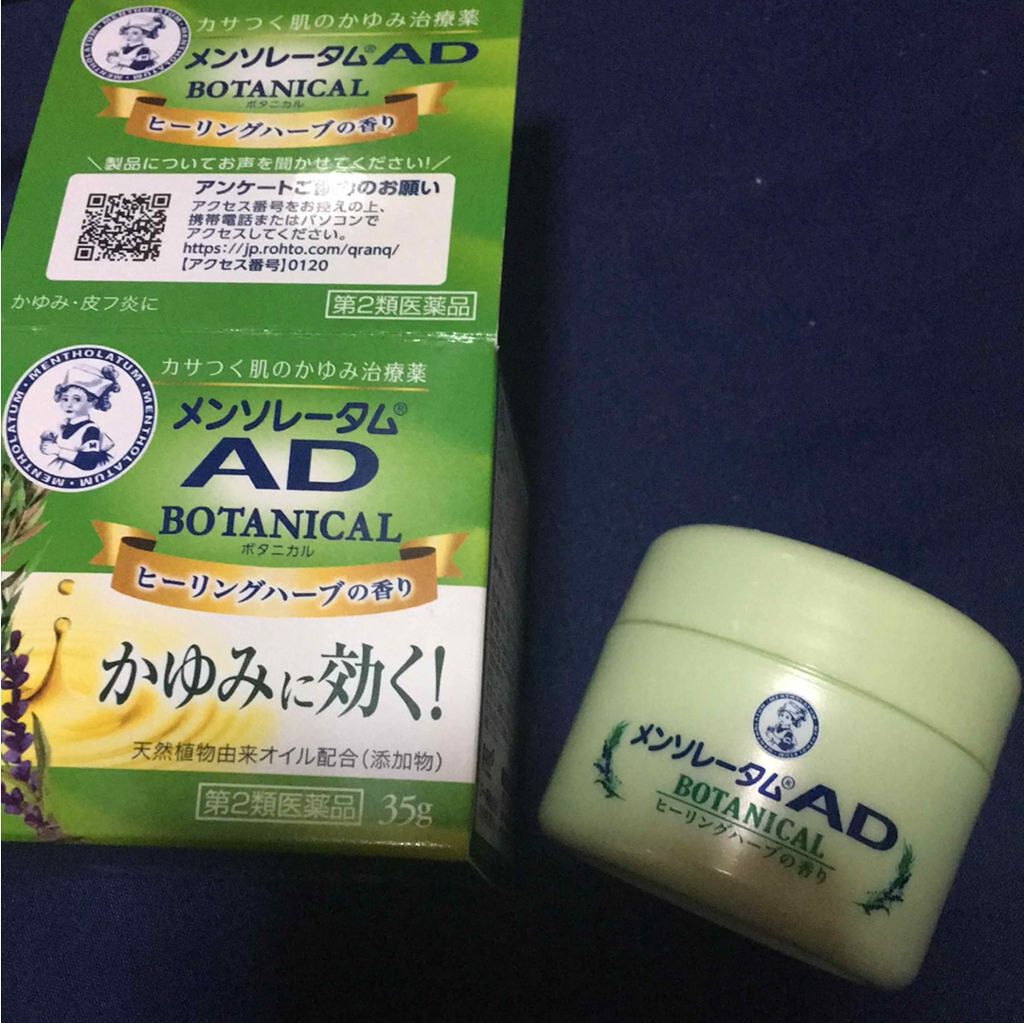 MENTHOLATUM・MENTHOLATUM
カサつく肌のかゆみ治療薬
メンソレータム®AD
BOTANICAL
ボタニカル
ヒーリングハーブの香り
＼製品についてお声を聞かせてください!／
アンケートご協力のお願い
アクセス番号をお控えの上、
携帯電話またはパソコンで
アクセスしてください。
https://jp.rohto.com/qranq/
【アクセス番号】0120
かゆみ・皮フ炎に
第2類医薬品
MENTHOLATUM・MENTHOLATUM・MENTHOLATUM・
M
カサつく肌のかゆみ治療薬
メンソレータム®
AD
BOTANICAL
ボタニカル
ヒーリングハーブの香り
かゆみに効く!
天然植物由来オイル配合(添加物)
第2類医薬品 35g
メンソレータム®AD
BOTANICAL
ヒーリングハーブの香り